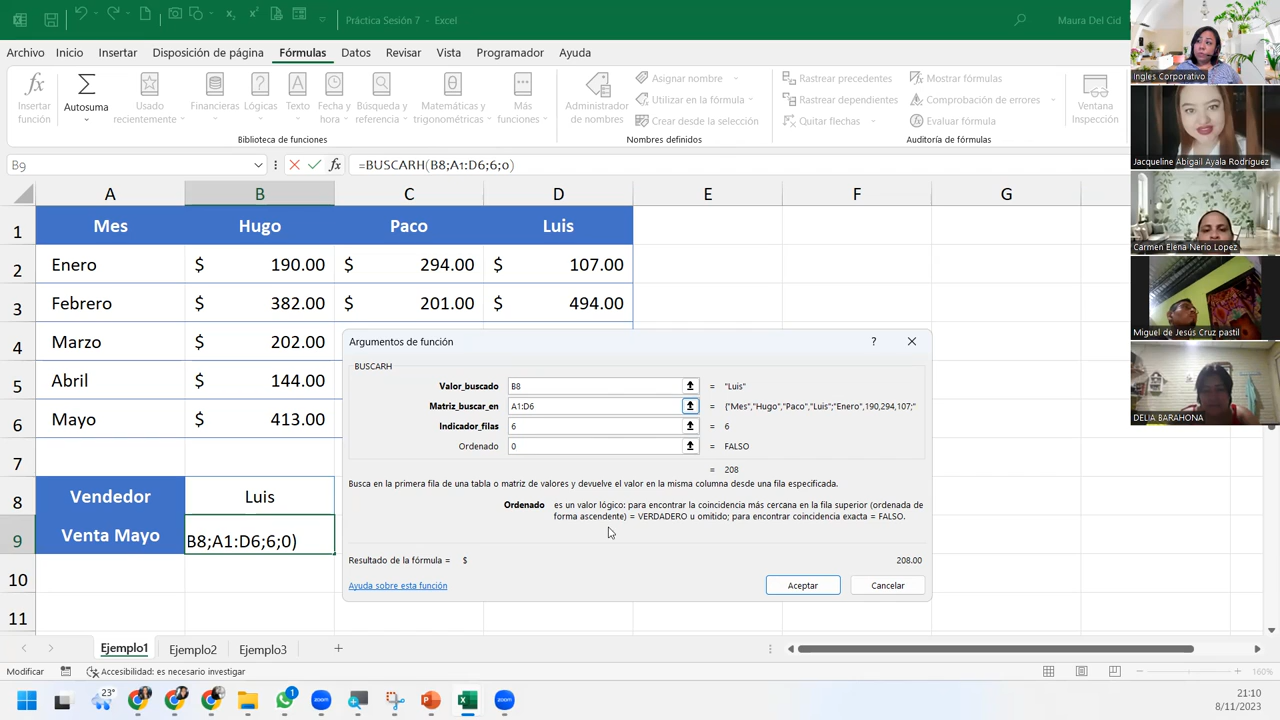 Práctica Sesión 7 - Excel
Maura Del Cid
Archivo Inicio Insertar Disposición de página Fórmulas Datos Revisar Vista Programador Ayuda
Insertar función
Autosuma
Usado recientemente
Financieras
Lógicas
Texto
Fecha y hora
Búsqueda y referencia
Matemáticas y trigonométricas
Más funciones
Biblioteca de funciones
Administrador de nombres
Asignar nombre
Utilizar en la fórmula
Crear desde la selección
Nombres definidos
Rastrear precedentes
Rastrear dependientes
Quitar flechas
Mostrar fórmulas
Comprobación de errores
Evaluar fórmula
Auditoría de fórmulas
Ventana Inspección
B9
fx
=BUSCARH(B8;A1:D6;6;0)
A B C D E F G
1 Mes Hugo Paco Luis
2 Enero $ 190.00 $ 294.00 $ 107.00
3 Febrero $ 382.00 $ 201.00 $ 494.00
4 Marzo $ 202.00
5 Abril $ 144.00
6 Mayo $ 413.00
7
8 Vendedor Luis
9 Venta Mayo B8;A1:D6;6;0)
10
11
Argumentos de función
? ×
BUSCARH
Valor_buscado B8 = "Luis"
Matriz_buscar_en A1:D6 = {"Mes","Hugo","Paco","Luis";"Enero",190,294,107;"
Indicador_filas 6 = 6
Ordenado 0 = FALSO
= 208
Busca en la primera fila de una tabla o matriz de valores y devuelve el valor en la misma columna desde una fila especificada.
Ordenado es un valor lógico: para encontrar la coincidencia más cercana en la fila superior (ordenada de
forma ascendente) = VERDADERO u omitido; para encontrar coincidencia exacta = FALSO.
Resultado de la fórmula = $ 208.00
Ayuda sobre esta función
Aceptar
Cancelar
Ejemplo1 Ejemplo2 Ejemplo3
Modificar
Accesibilidad: es necesario investigar
160%
23°
1
zoom
zoom
21:10
8/11/2023
Ingles Corporativo
Jacqueline Abigail Ayala Rodríguez
Carmen Elena Nerio Lopez
Miguel de Jesús Cruz pastil
DELIA BARAHONA